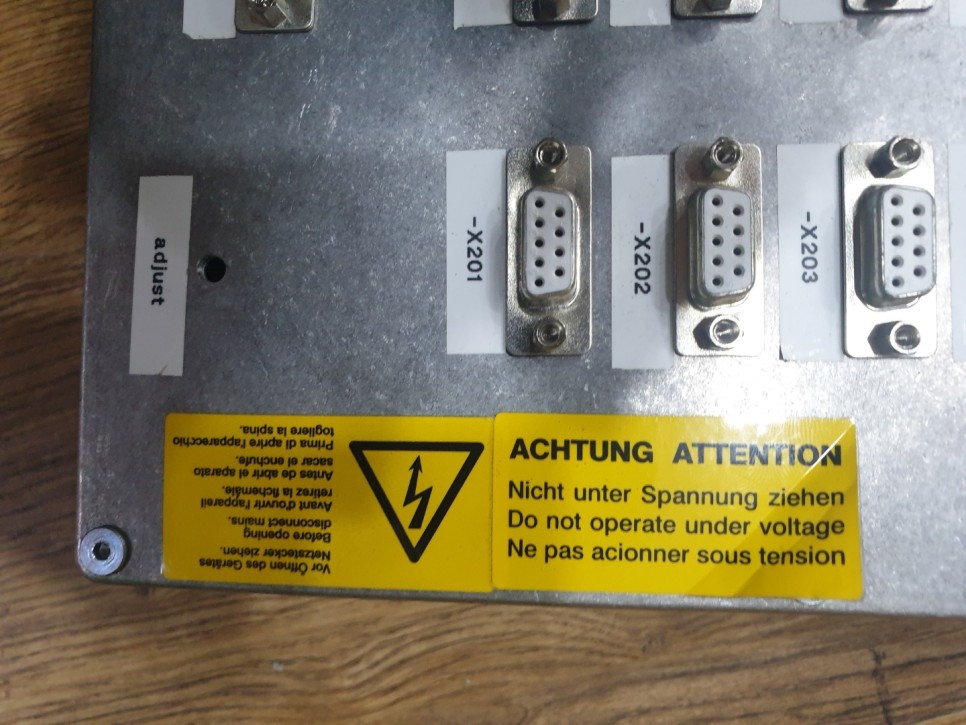 adjust
-X201
-X202
-X203
Vor Öffnen des Gerätes
Netzstecker ziehen.
Before opening
disconnect mains.
Avant d'ouvrir l'appareil
retirez la fichemâle.
Antes de abrir el aparato
sacar el enchufe.
Prima di aprire l'apparecchio
togliere la spina.
ACHTUNG ATTENTION
Nicht unter Spannung ziehen
Do not operate under voltage
Ne pas acionner sous tension